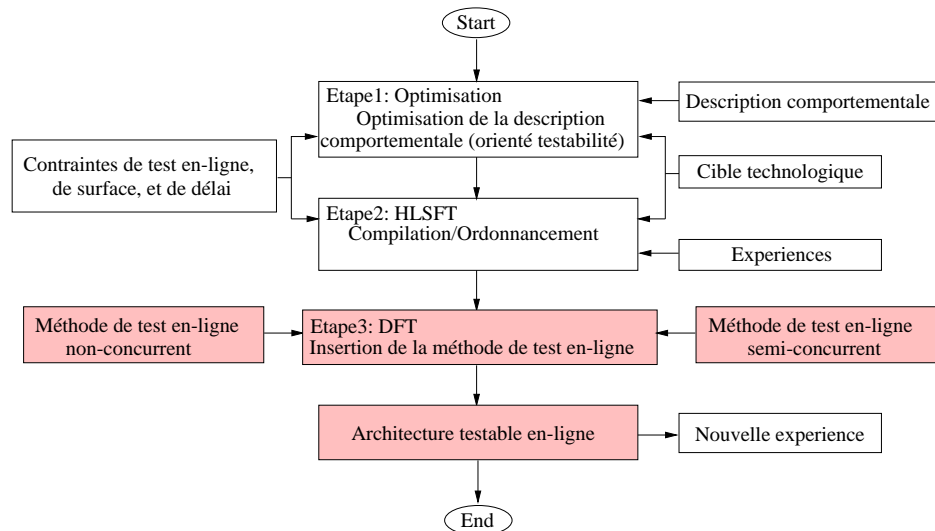 Start
Etape1: Optimisation
Optimisation de la description
comportementale (orienté testabilité)
Description comportementale
Contraintes de test en-ligne,
de surface, et de délai
Cible technologique
Etape2: HLSFT
Compilation/Ordonnancement
Experiences
Méthode de test en-ligne
non-concurrent
Etape3: DFT
Insertion de la méthode de test en-ligne
Méthode de test en-ligne
semi-concurrent
Architecture testable en-ligne
Nouvelle experience
End